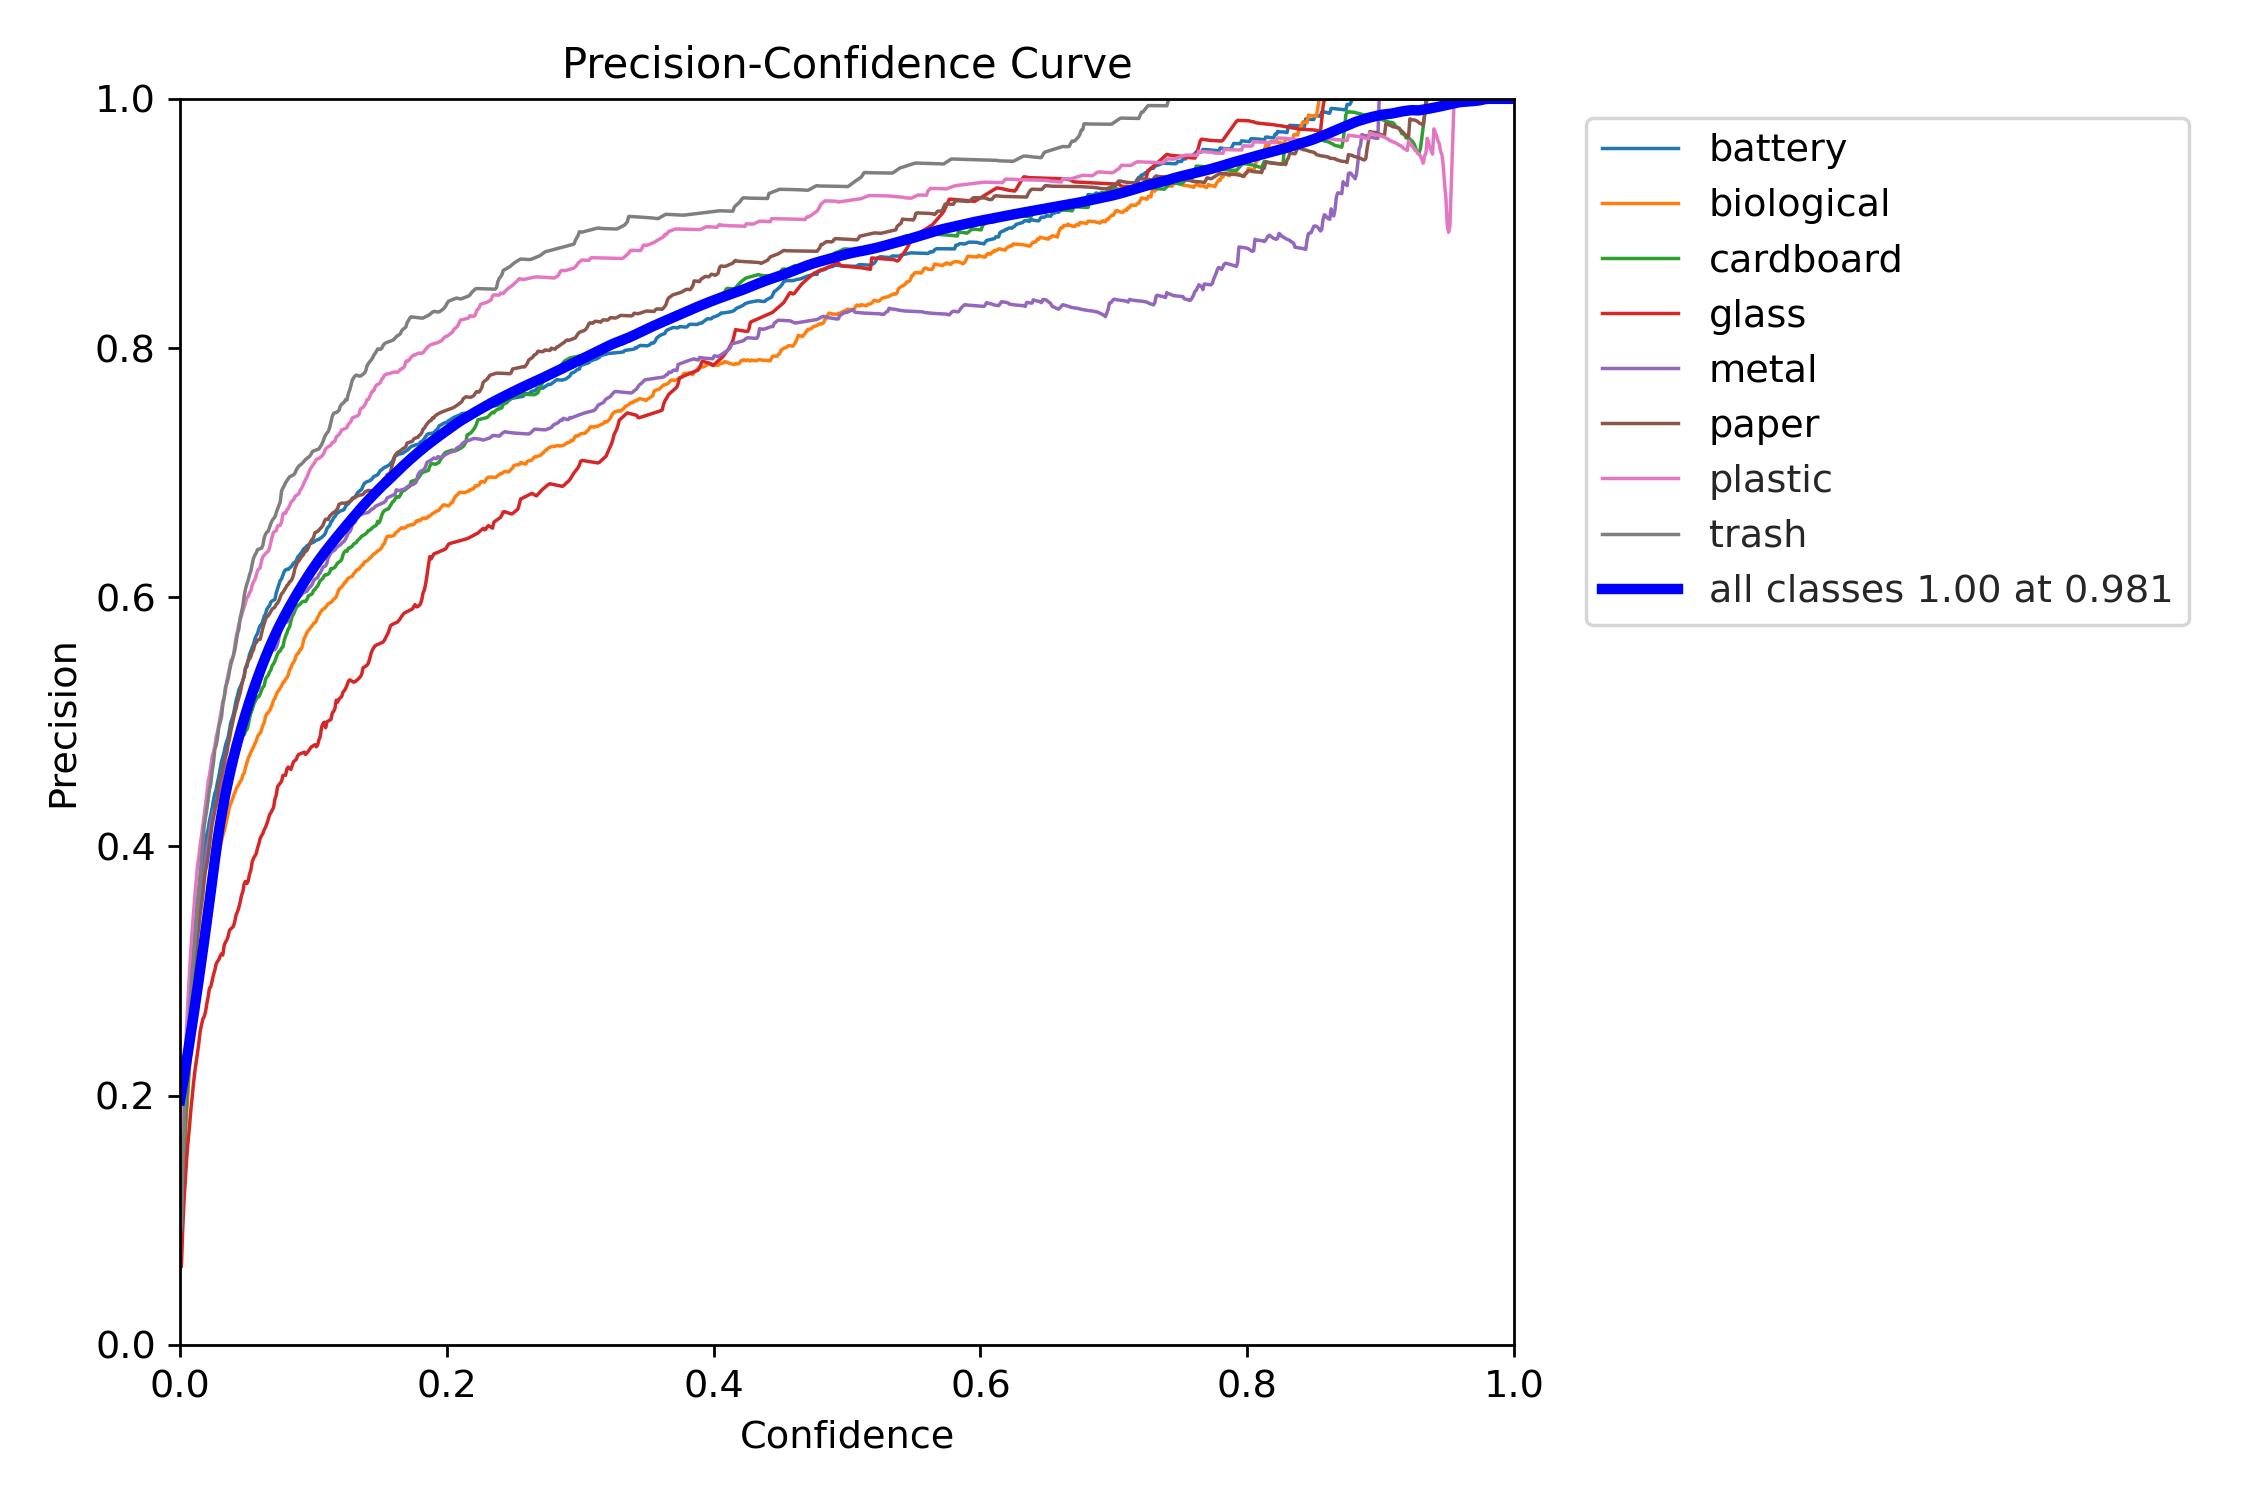 Precision-Confidence Curve
1.0
0.8
0.6
0.4
0.2
0.0
Precision
0.0 0.2 0.4 0.6 0.8 1.0
Confidence
battery
biological
cardboard
glass
metal
paper
plastic
trash
all classes 1.00 at 0.981